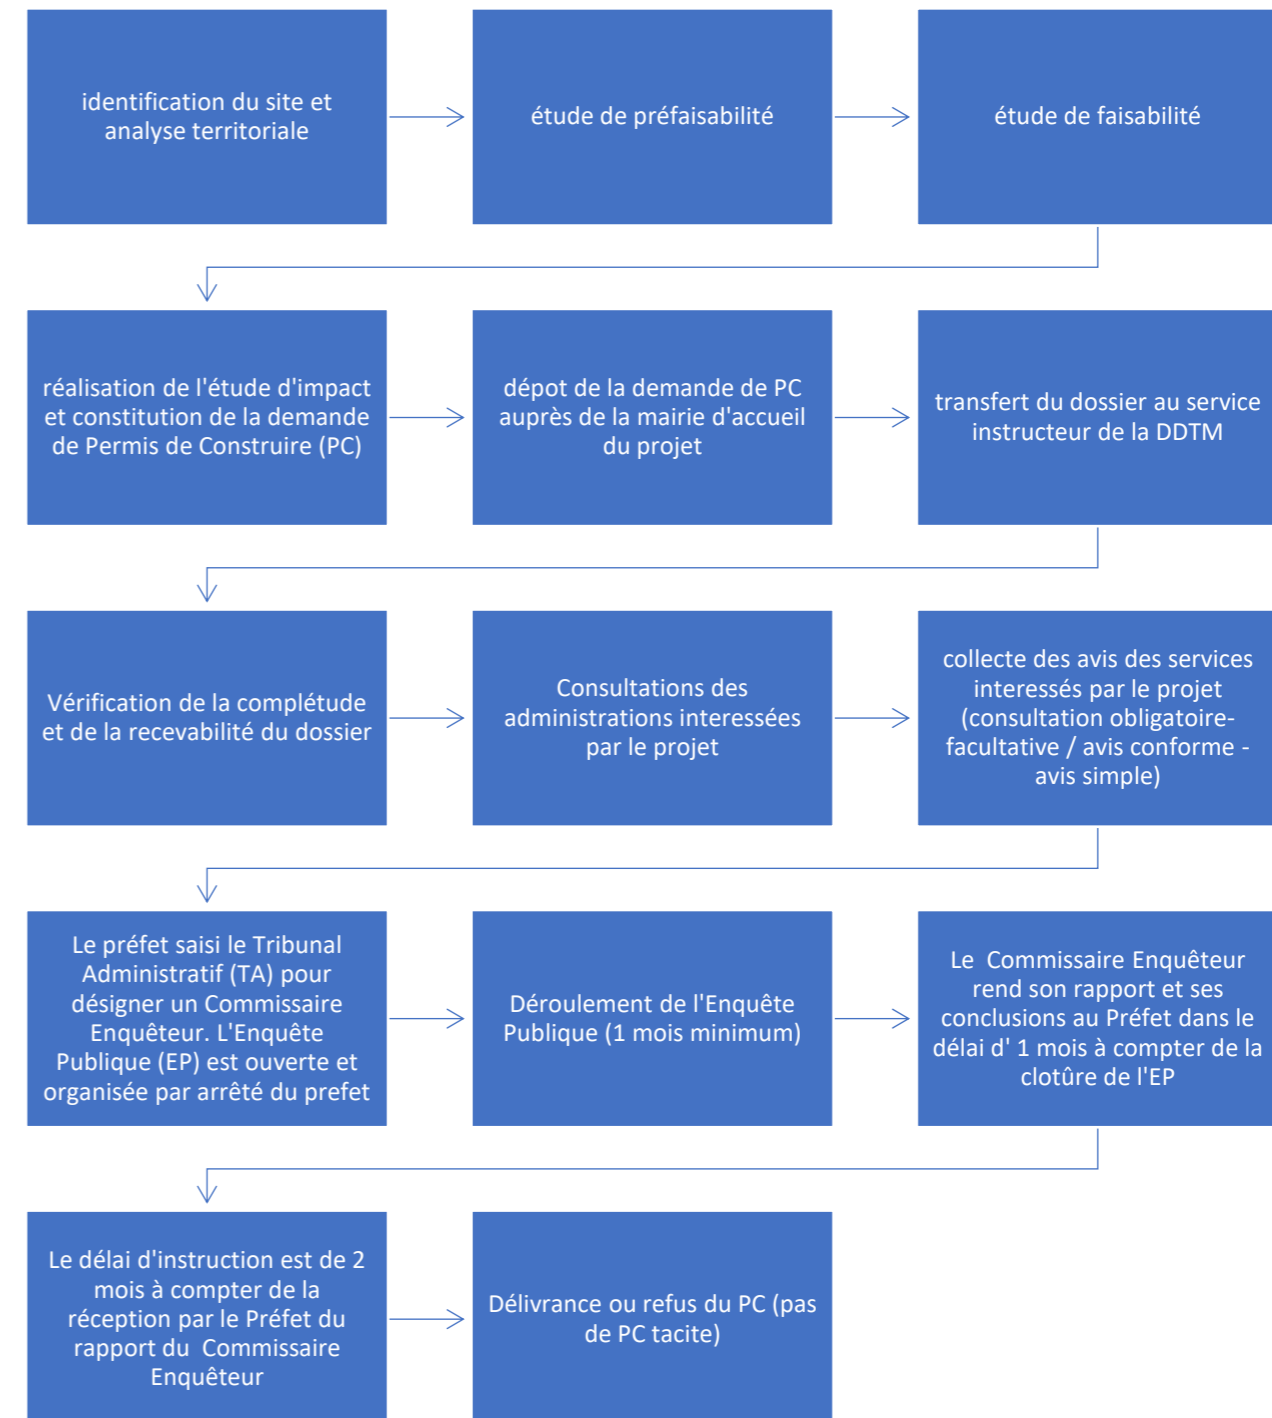 identification du site et
analyse territoriale
étude de préfaisabilité
étude de faisabilité
réalisation de l'étude d'impact
et constitution de la demande
de Permis de Construire (PC)
dépot de la demande de PC
auprès de la mairie d'accueil
du projet
transfert du dossier au service
instructeur de la DDTM
Vérification de la complétude
et de la recevabilité du dossier
Consultations des
administrations interessées
par le projet
collecte des avis des services
interessés par le projet
(consultation obligatoire-
facultative / avis conforme -
avis simple)
Le préfet saisi le Tribunal
Administratif (TA) pour
désigner un Commissaire
Enquêteur. L'Enquête
Publique (EP) est ouverte et
organisée par arrêté du prefet
Déroulement de l'Enquête
Publique (1 mois minimum)
Le Commissaire Enquêteur
rend son rapport et ses
conclusions au Préfet dans le
délai d' 1 mois à compter de la
clotûre de l'EP
Le délai d'instruction est de 2
mois à compter de la
réception par le Préfet du
rapport du Commissaire
Enquêteur
Délivrance ou refus du PC (pas
de PC tacite)